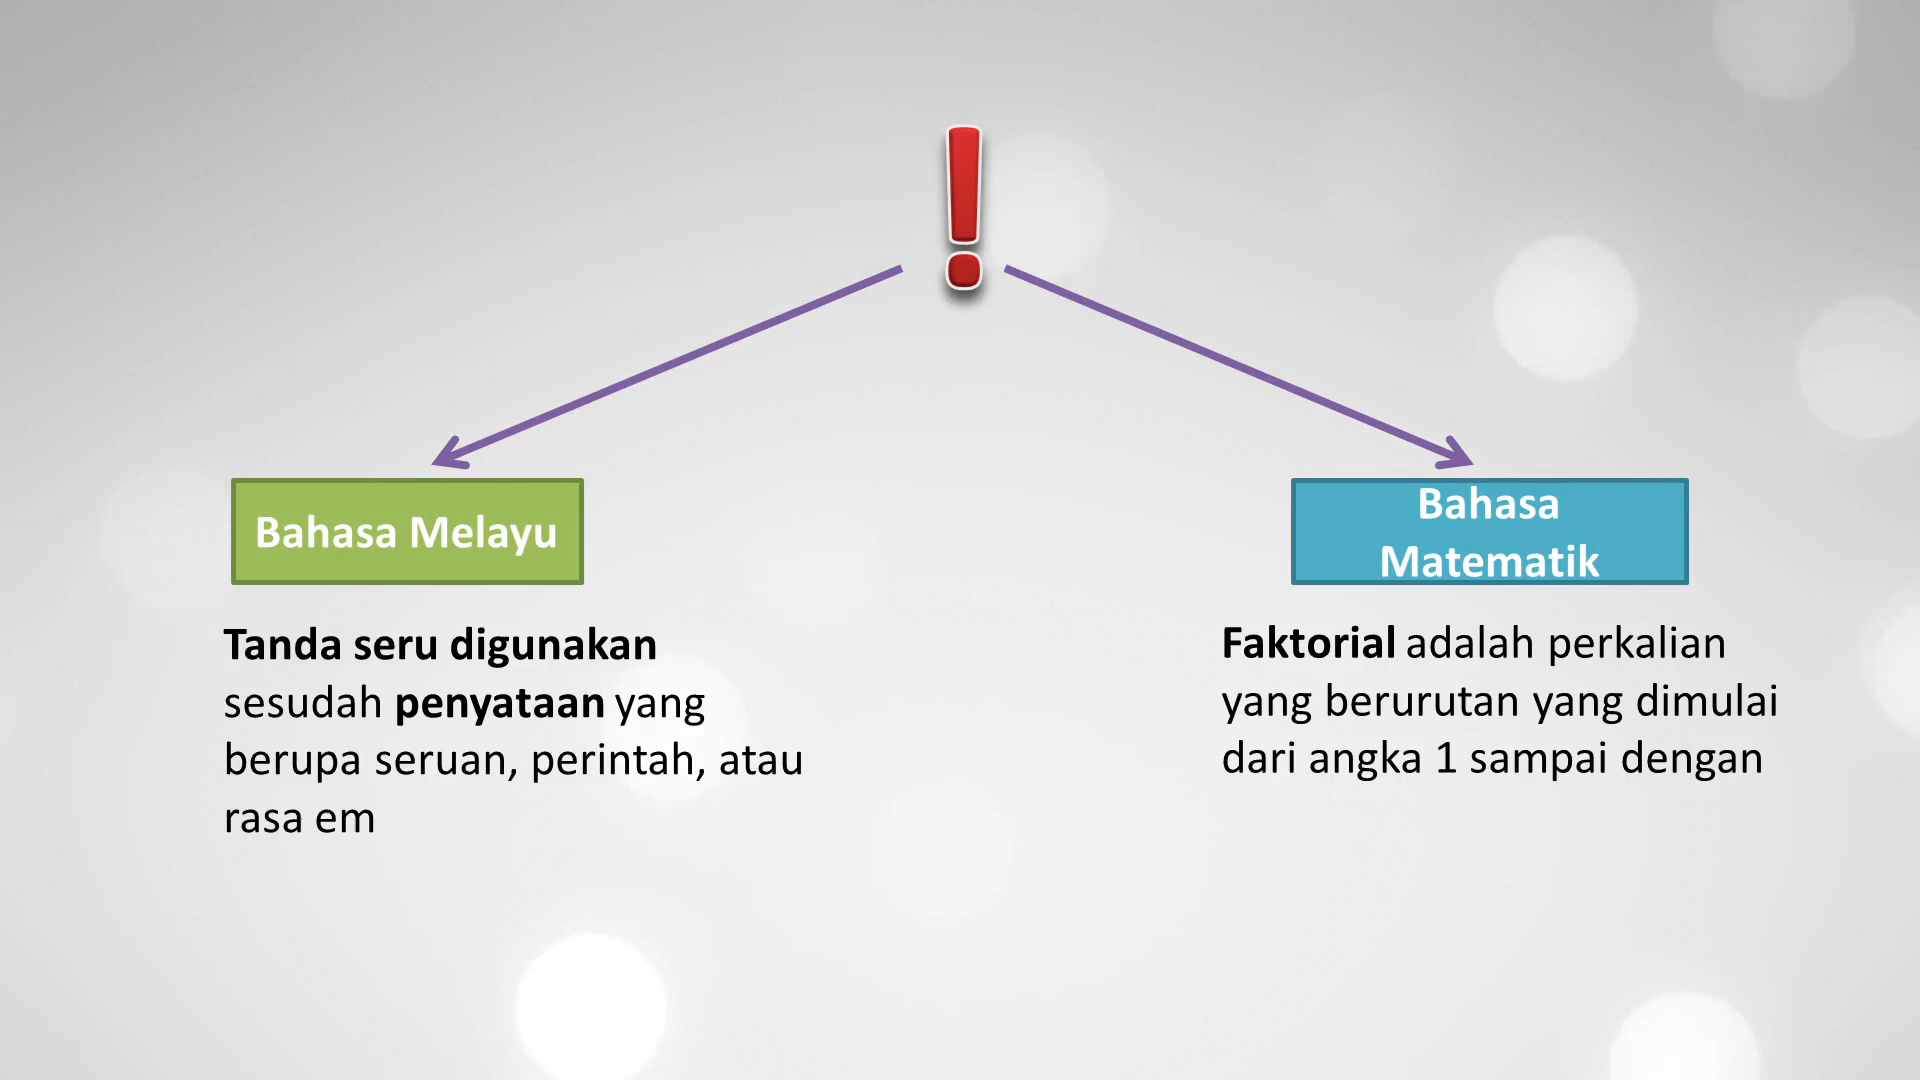 !
Bahasa Melayu
Tanda seru digunakan
sesudah penyataan yang
berupa seruan, perintah, atau
rasa em
Bahasa
Matematik
Faktorial adalah perkalian
yang berurutan yang dimulai
dari angka 1 sampai dengan